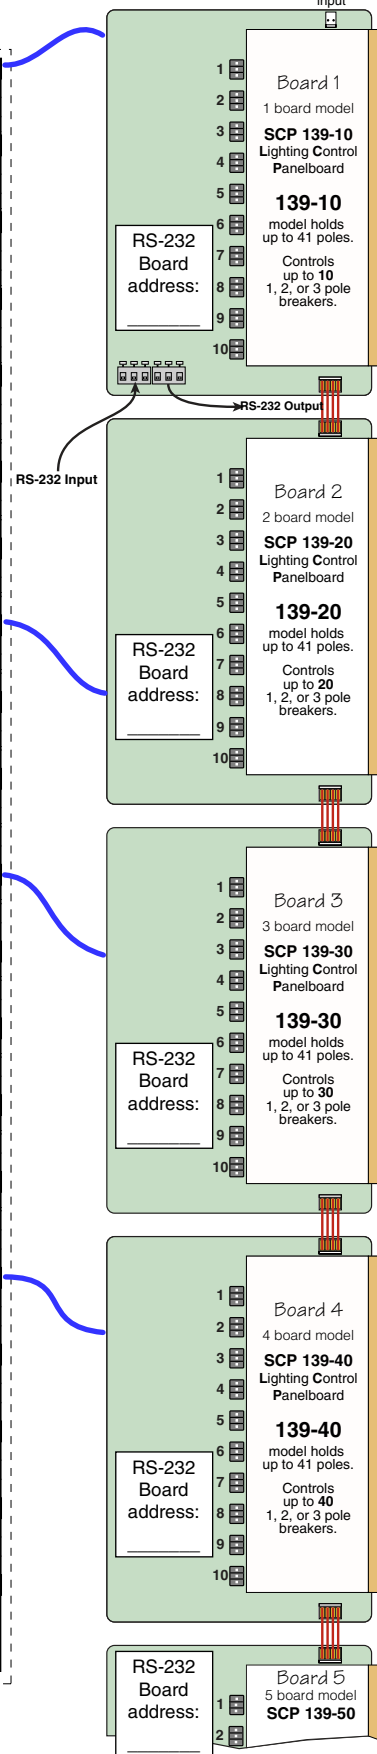 Input
Board 1
1 board model
SCP 139-10
Lighting Control
Panelboard
139-10
model holds
up to 41 poles.
Controls
up to 10
1, 2, or 3 pole
breakers.
1
2
3
4
5
6
7
8
9
10
RS-232
Board
address:
RS-232 Output
RS-232 Input
Board 2
2 board model
SCP 139-20
Lighting Control
Panelboard
139-20
model holds
up to 41 poles.
Controls
up to 20
1, 2, or 3 pole
breakers.
1
2
3
4
5
6
7
8
9
10
RS-232
Board
address:
Board 3
3 board model
SCP 139-30
Lighting Control
Panelboard
139-30
model holds
up to 41 poles.
Controls
up to 30
1, 2, or 3 pole
breakers.
1
2
3
4
5
6
7
8
9
10
RS-232
Board
address:
Board 4
4 board model
SCP 139-40
Lighting Control
Panelboard
139-40
model holds
up to 41 poles.
Controls
up to 40
1, 2, or 3 pole
breakers.
1
2
3
4
5
6
7
8
9
10
RS-232
Board
address:
Board 5
5 board model
SCP 139-50
1
2
RS-232
Board
address: